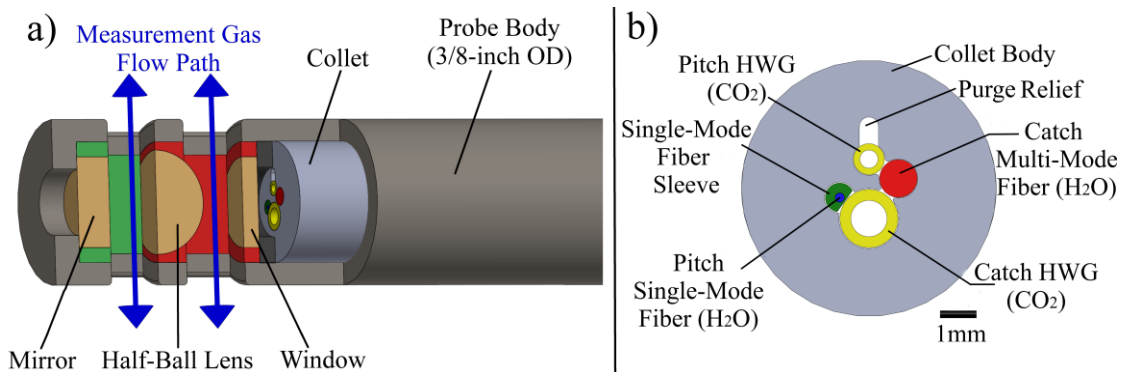 a)
Measurement Gas
Flow Path
Probe Body
(3/8-inch OD)
Collet
Mirror
Half-Ball Lens
Window
b)
Collet Body
Pitch HWG
(CO2)
Purge Relief
Single-Mode
Fiber
Sleeve
Catch
Multi-Mode
Fiber (H2O)
Pitch
Single-Mode
Fiber (H2O)
Catch HWG
(CO2)
1mm